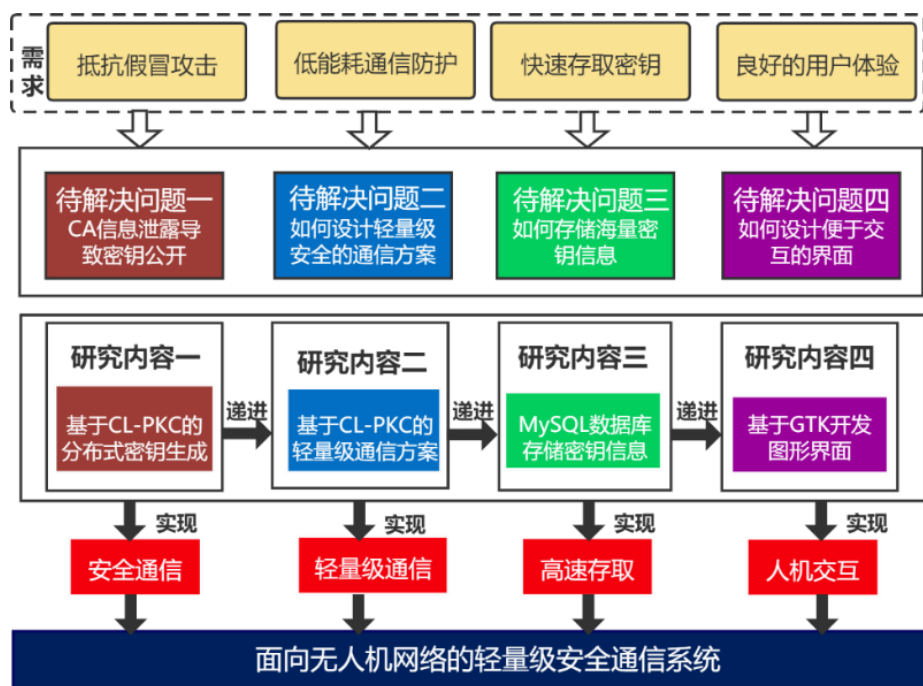 需求
抵抗假冒攻击
低能耗通信防护
快速存取密钥
良好的用户体验
待解决问题一
CA信息泄露导
致密钥公开
待解决问题二
如何设计轻量级
安全的通信方案
待解决问题三
如何存储海量密
钥信息
待解决问题四
如何设计便于交
互的界面
研究内容一
基于CL-PKC的
分布式密钥生成
递进
研究内容二
基于CL-PKC的
轻量级通信方案
递进
研究内容三
MySQL数据库
存储密钥信息
递进
研究内容四
基于GTK开发
图形界面
实现
实现
实现
实现
安全通信
轻量级通信
高速存取
人机交互
面向无人机网络的轻量级安全通信系统